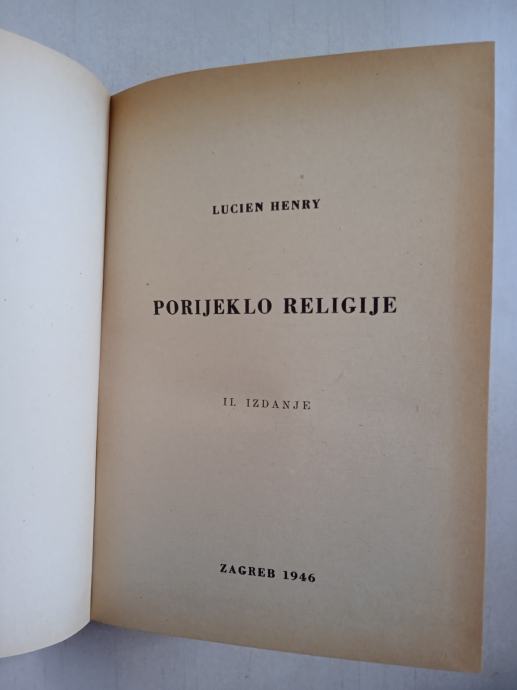 LUCIEN HENRY
PORIJEKLO RELIGIJE
II. IZDANJE
ZAGREB 1946